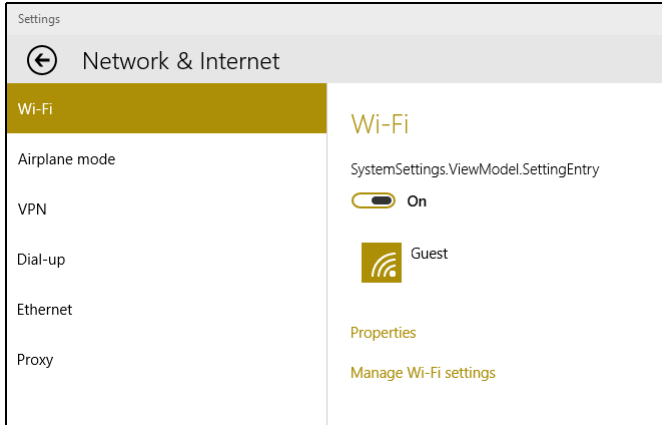 Settings
Network & Internet
Wi-Fi
Airplane mode
VPN
Dial-up
Ethernet
Proxy
Wi-Fi
SystemSettings.ViewModel.SettingEntry
On
Guest
Properties
Manage Wi-Fi settings